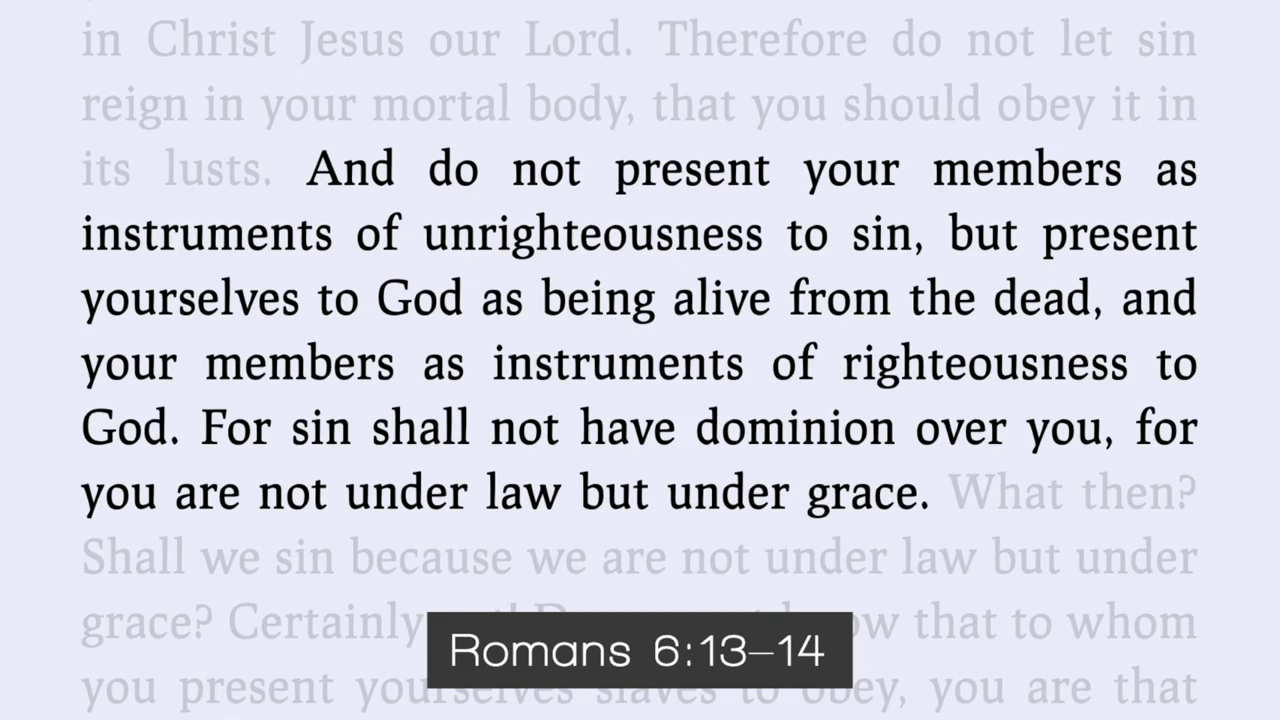 in Christ Jesus our Lord. Therefore do not let sin
reign in your mortal body, that you should obey it in
its lusts. And do not present your members as
instruments of unrighteousness to sin, but present
yourselves to God as being alive from the dead, and
your members as instruments of righteousness to
God. For sin shall not have dominion over you, for
you are not under law but under grace. What then?
Shall we sin because we are not under law but under
grace? Certainly that to whom
Romans 6:13–14
you present yourselves slaves to obey, you are that